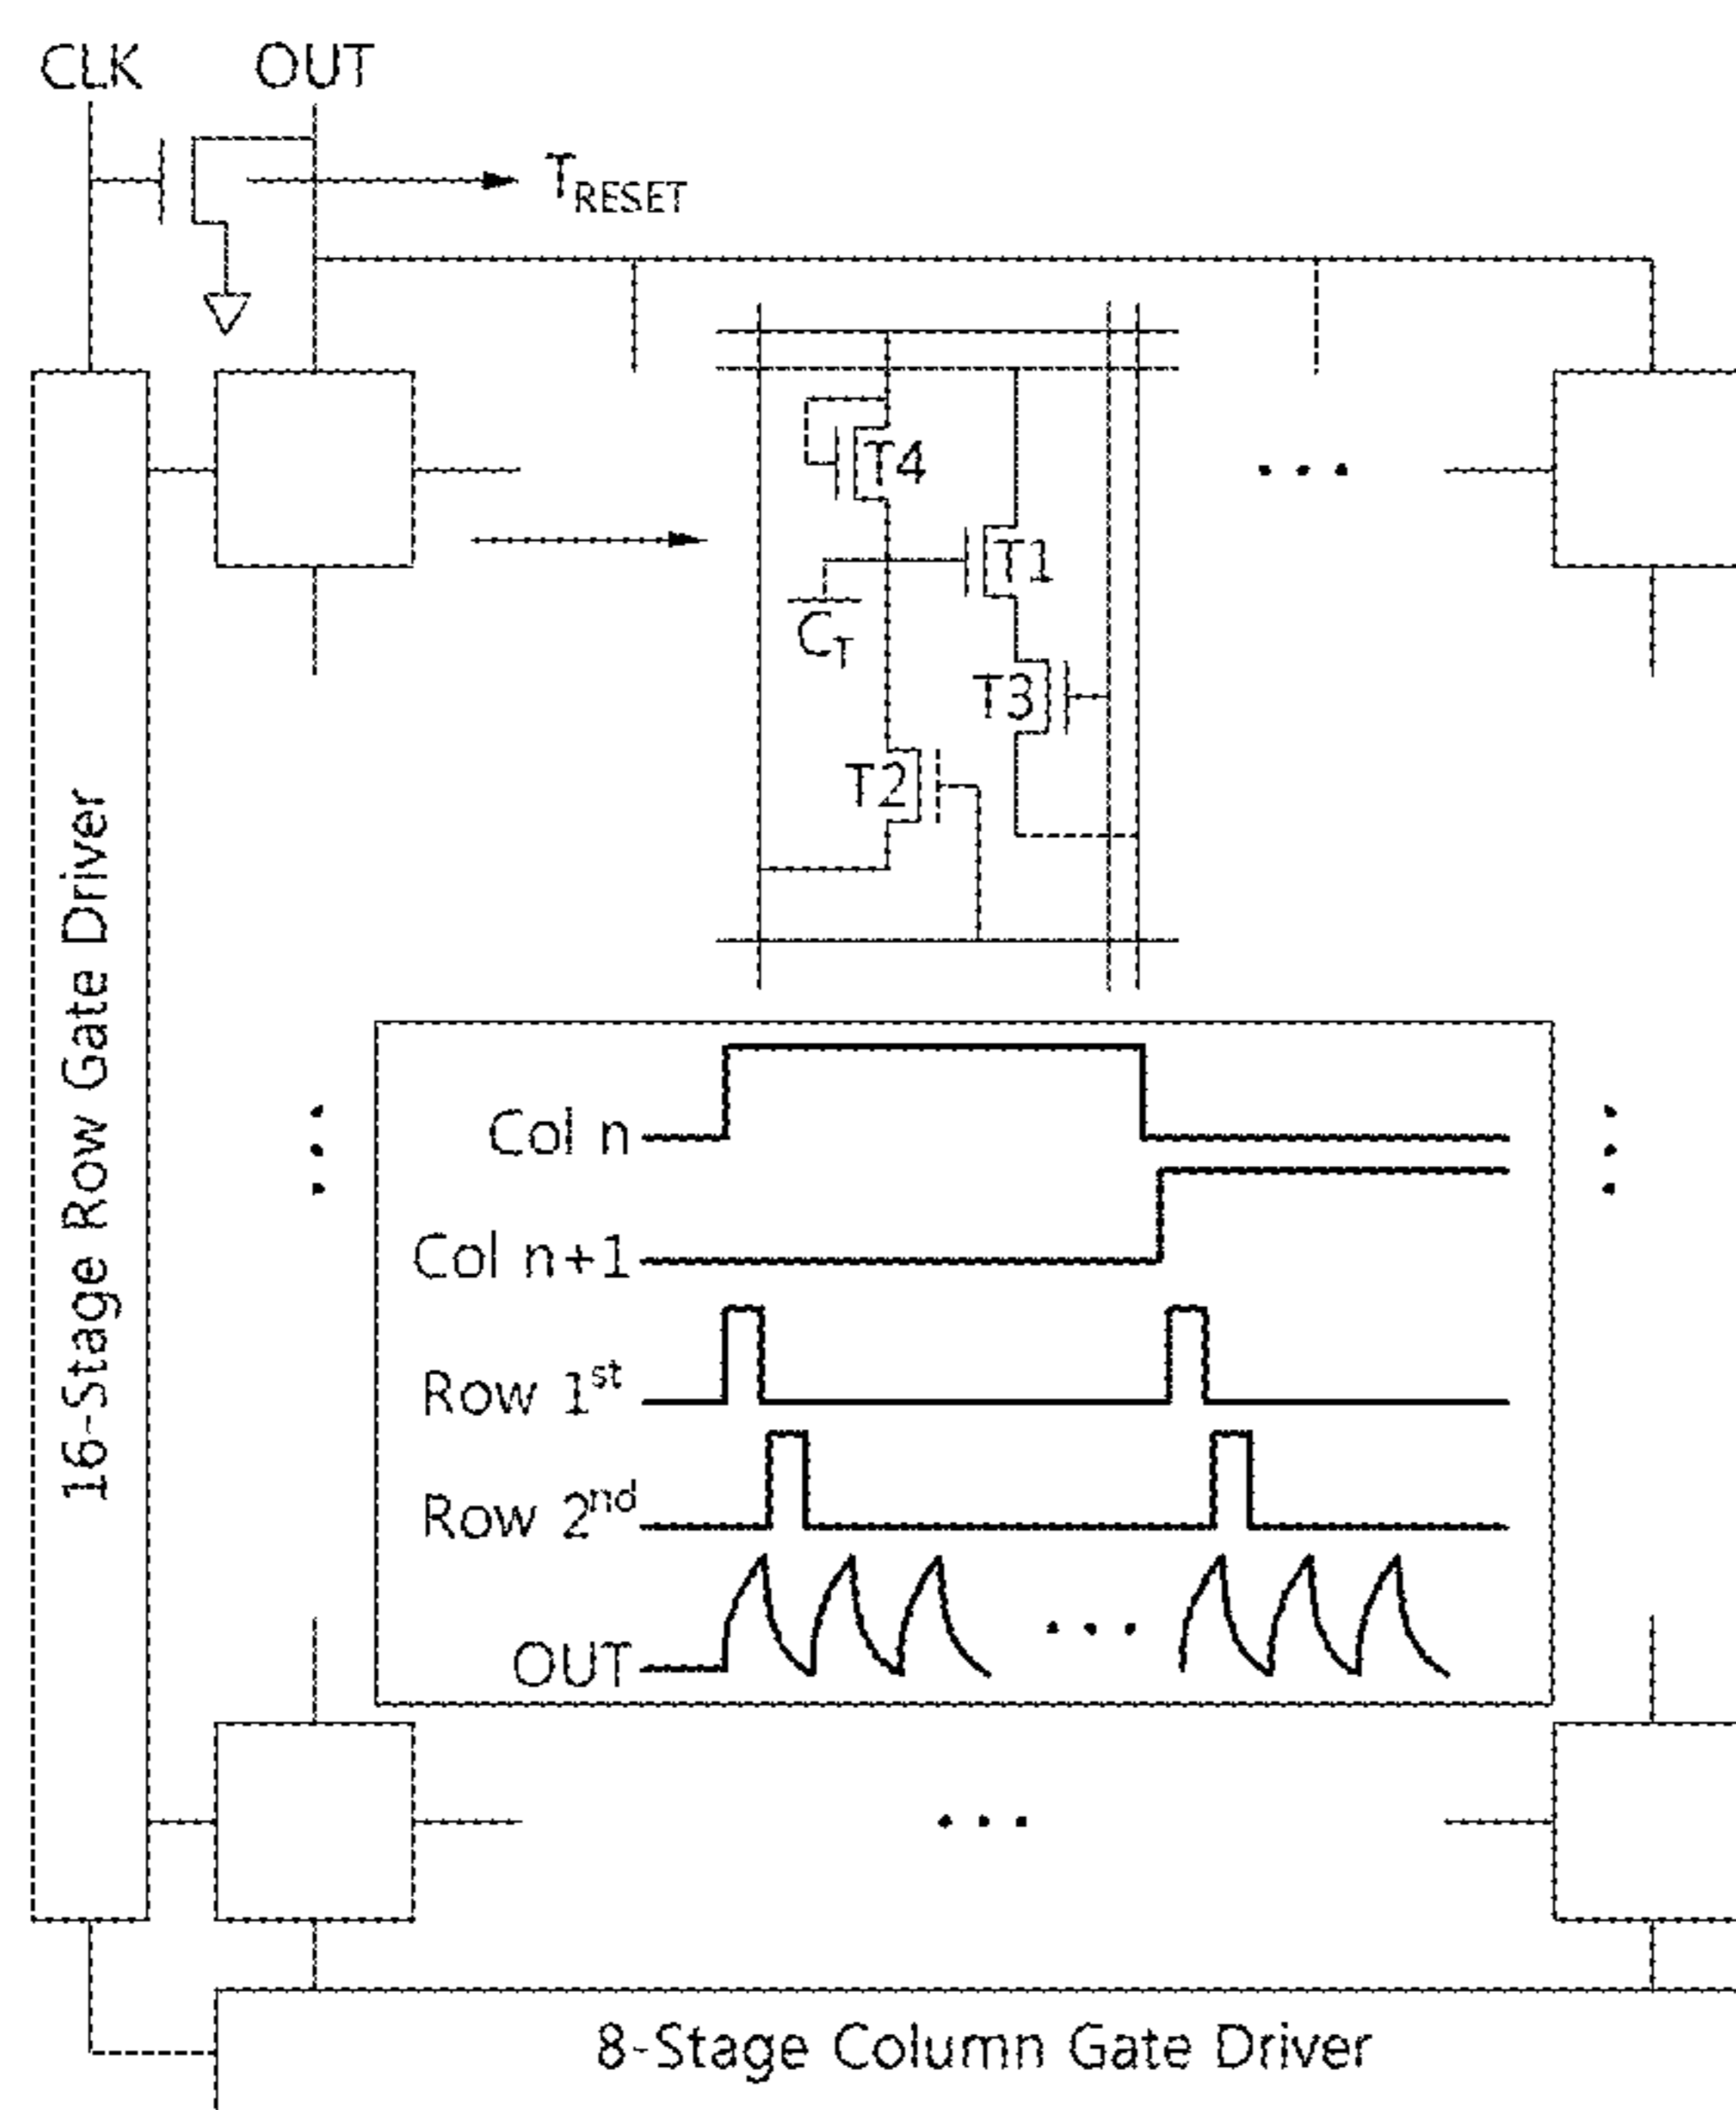 CLK OUT
T_RESET
T4
T1
C_T
T3
T2
16-Stage Row Gate Driver
Col n
Col n+1
Row 1st
Row 2nd
OUT
8-Stage Column Gate Driver